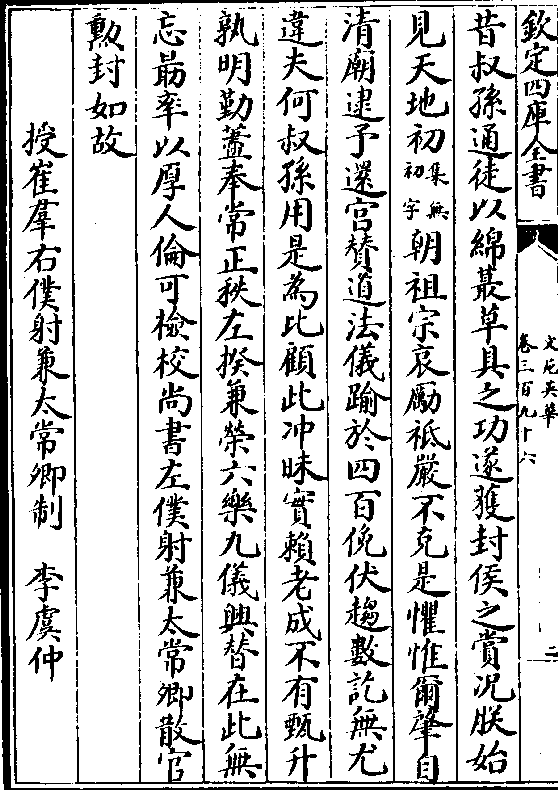 欽定四庫全書
文苑英華
卷三百九十六
二
昔叔孫通徒以綿蕞草具之功遂獲封侯之賞况朕始
見天地初集無初字朝祖宗哀勵祗嚴不克是懼惟爾肇自
清廟逮予還宫賛道法儀踰於四百俛伏趨數訖無尤
違夫何叔孫用是為比顧此冲昧實賴老成不有甄升
孰明勤蓋奉常正秩左揆兼榮六樂九儀興替在此無
忘勗率以厚人倫可檢校尚書左僕射兼太常卿散官
勲封如故
授崔羣右僕射兼太常卿制 李虞仲